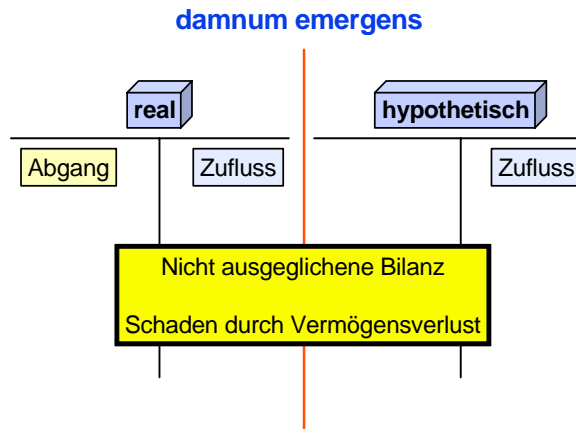 damnum emergens
real
hypothetisch
Abgang
Zufluss
Zufluss
Nicht ausgeglichene Bilanz
Schaden durch Vermögensverlust